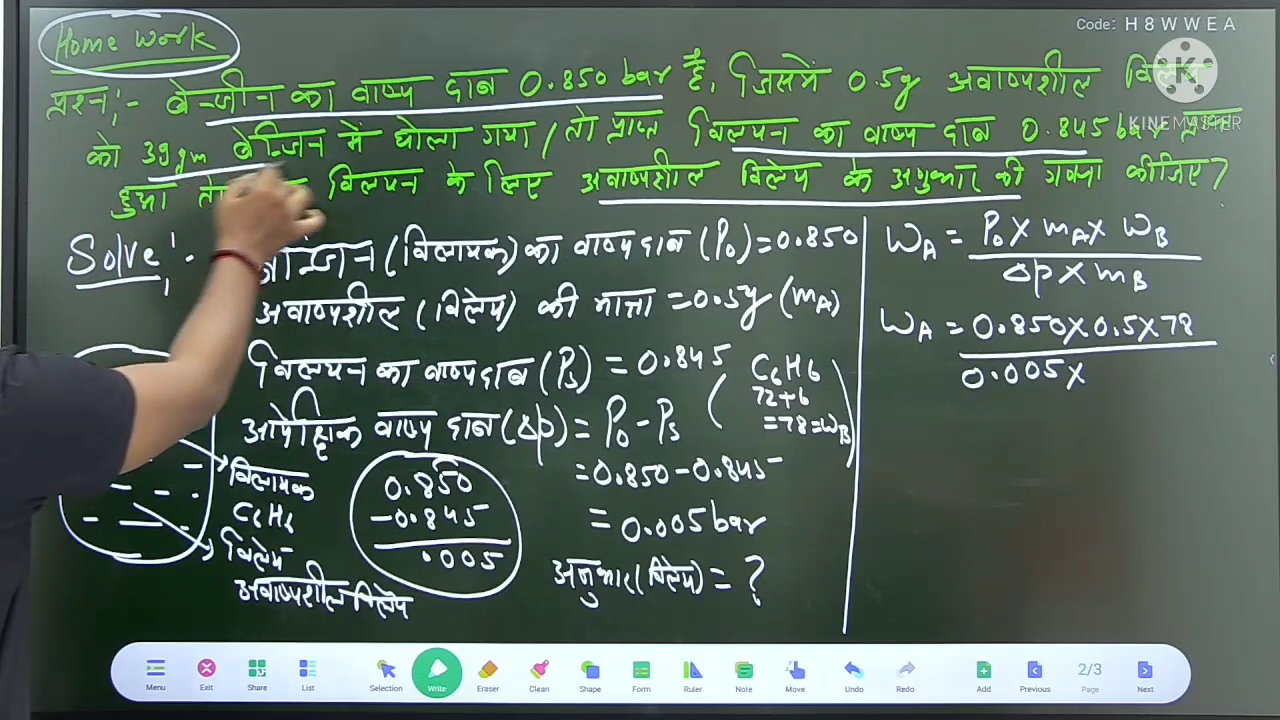 Code: H8WWEA
Home Work
प्रश्न:- बेन्जीन का वाष्प दाब 0.850 bar है, जिसमें 0.5g अवाष्पशील विलेय
KINEMASTER
को 39 gm बेन्जिन में घोला गया / तो प्राप्त विलयन का वाष्प दाब 0.845 bar
हुआ तो विलयन के लिए अवाष्पशील विलेय के अणुभार की गणना कीजिए?
Solve:-
(विलायक) का वाष्पदाब (P₀) = 0.850
अवाष्पशील (विलेय) की मात्रा = 0.5g (mA)
विलयन का वाष्पदाब (Ps) = 0.845
C6H6
72+6
=78=WB
वाष्प दाब (Δp) = P₀ - Ps
= 0.850 - 0.845
= 0.005 bar
अणुभार (विलेय) = ?
विलायक
C6H6
विलेय
अवाष्पशील विलेय
0.850
-0.845
.005
WA = P₀ x mA x WB
Δp x mB
WA = 0.850 x 0.5 x 78
0.005 x
Menu Exit Share List Selection Write Eraser Clean Shape Form Ruler Note Move Undo Redo Add Previous 2/3 Page Next